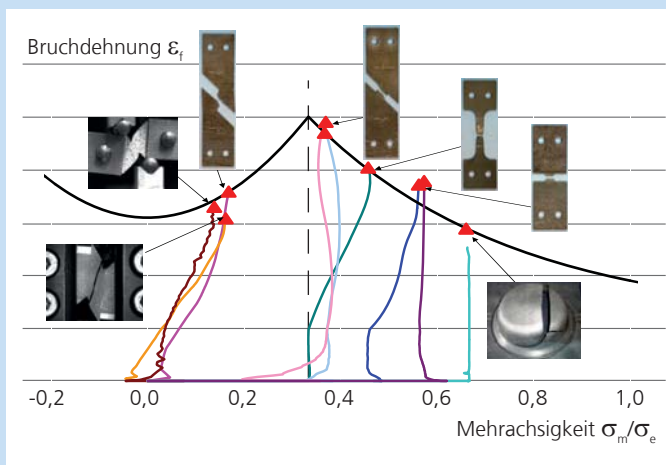 Bruchdehnung εf
-0,2 0,0 0,2 0,4 0,6 0,8 1,0
Mehrachsigkeit σm/σe